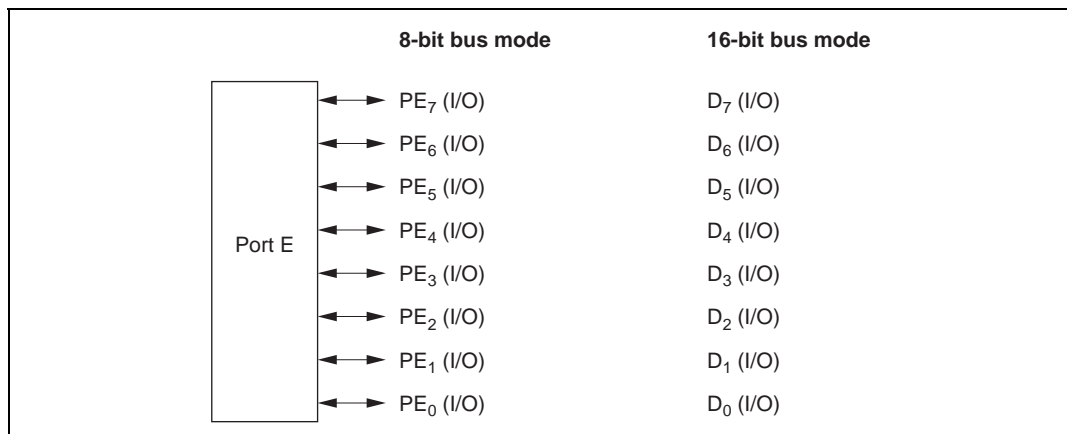 8-bit bus mode 16-bit bus mode
PE7 (I/O) D7 (I/O)
PE6 (I/O) D6 (I/O)
PE5 (I/O) D5 (I/O)
Port E PE4 (I/O) D4 (I/O)
PE3 (I/O) D3 (I/O)
PE2 (I/O) D2 (I/O)
PE1 (I/O) D1 (I/O)
PE0 (I/O) D0 (I/O)